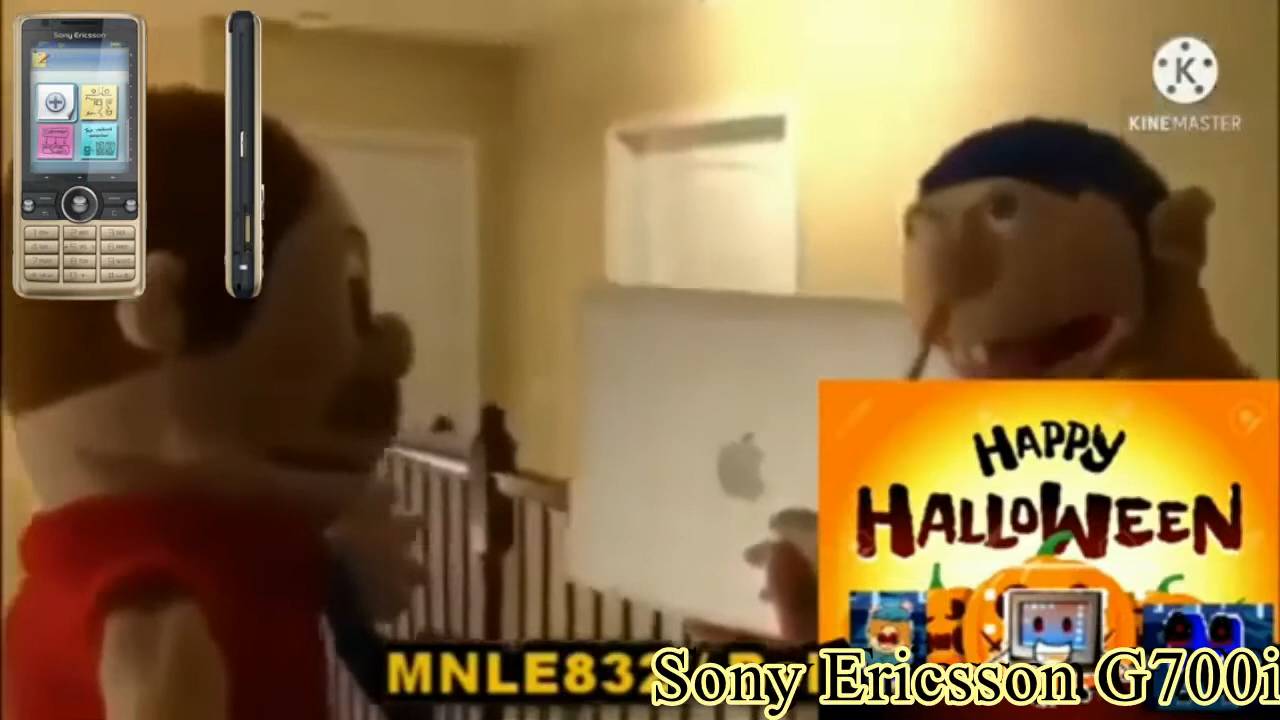 Sony Ericsson
KINEMASTER
HAPPY
HALLOWEEN
MNLE832
Sony Ericsson G700i